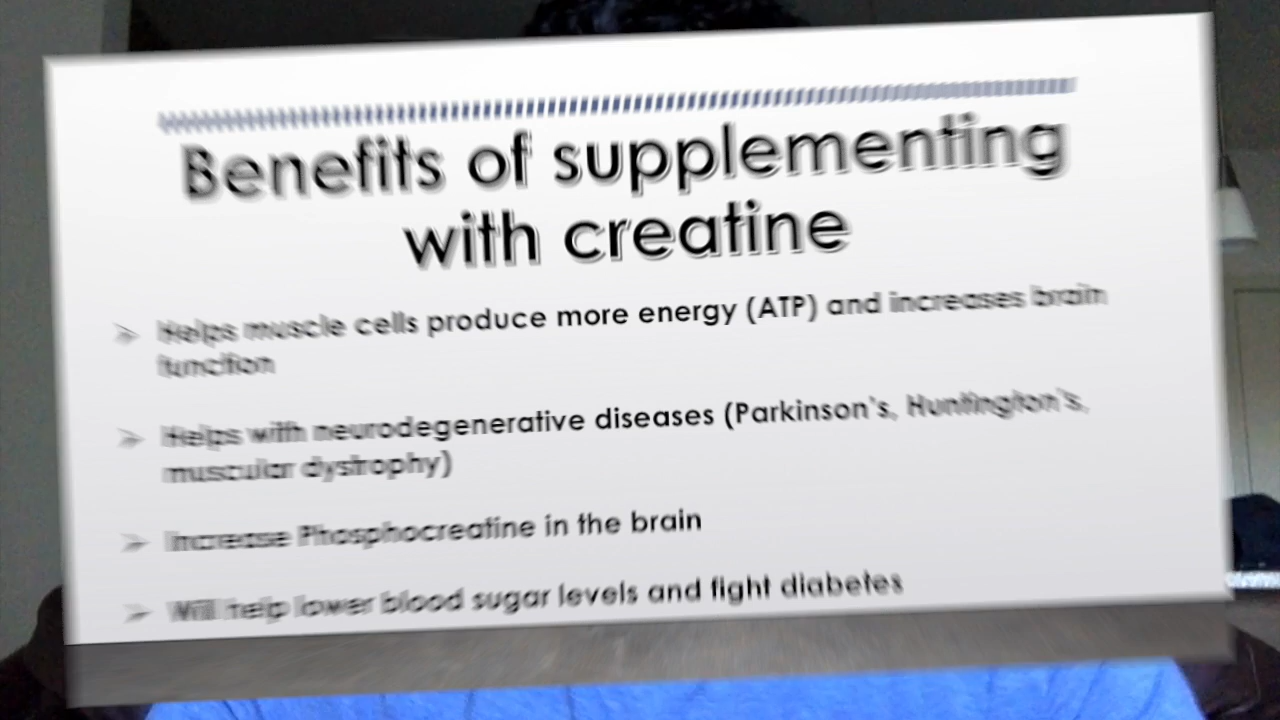 Benefits of supplementing
with creatine
Helps muscle cells produce more energy (ATP) and increases brain
function
Helps with neurodegenerative diseases (Parkinson's, Huntington's,
muscular dystrophy)
Increase Phosphocreatine in the brain
Will help lower blood sugar levels and fight diabetes